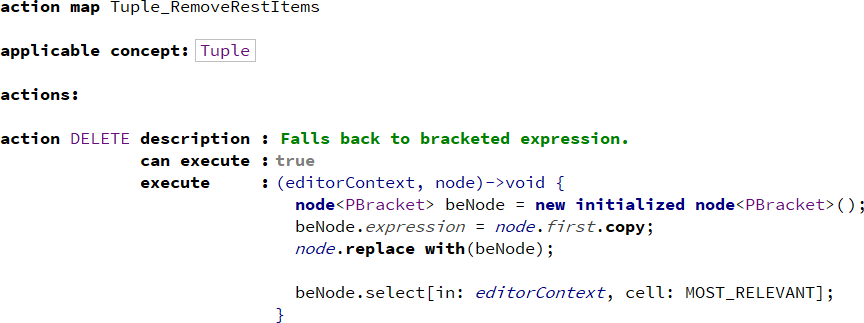 action map Tuple_RemoveRestItems
applicable concept: Tuple
actions:
action DELETE description : Falls back to bracketed expression.
can execute : true
execute : (editorContext, node)->void {
node<PBracket> beNode = new initialized node<PBracket>();
beNode.expression = node.first.copy;
node.replace with(beNode);
beNode.select[in: editorContext, cell: MOST_RELEVANT];
}